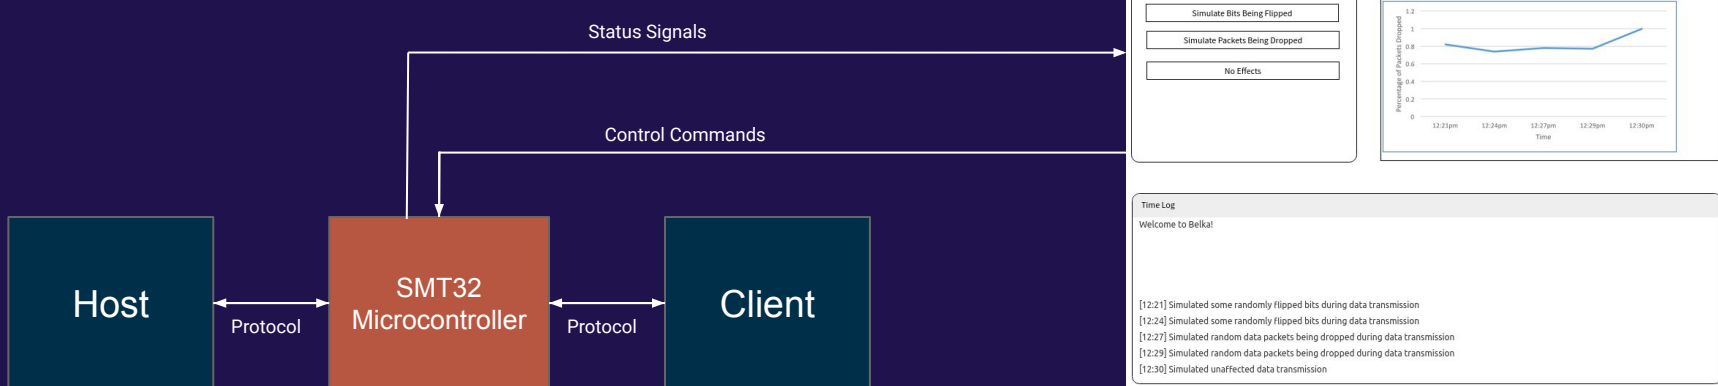 Status Signals
Control Commands
Host
Protocol
SMT32
Microcontroller
Protocol
Client
Simulate Bits Being Flipped
Simulate Packets Being Dropped
No Effects
Percentage of Packets Dropped
1.2
1
0.8
0.6
0.4
0.2
0
12:21pm 12:24pm 12:27pm 12:29pm 12:30pm
Time
Time Log
Welcome to Belka!
[12:21] Simulated some randomly flipped bits during data transmission
[12:24] Simulated some randomly flipped bits during data transmission
[12:27] Simulated random data packets being dropped during data transmission
[12:29] Simulated random data packets being dropped during data transmission
[12:30] Simulated unaffected data transmission